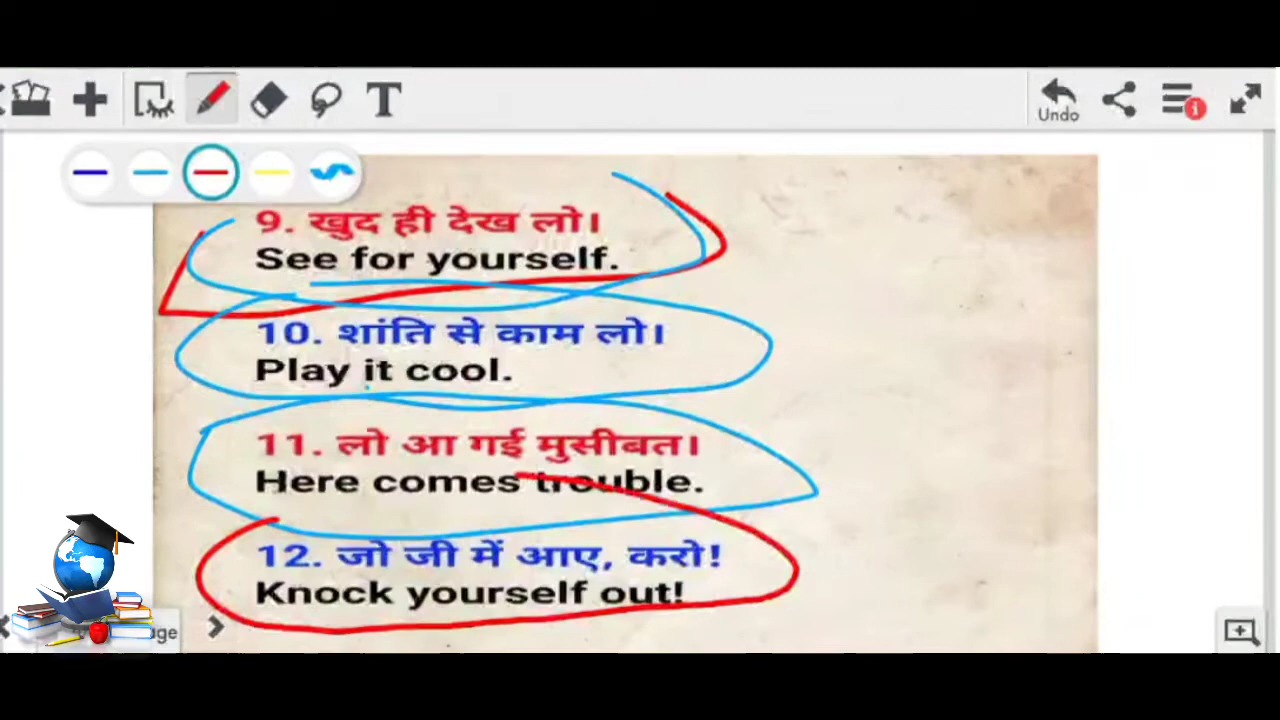 Undo
9. खुद ही देख लो।
See for yourself.
10. शांति से काम लो।
Play it cool.
11. लो आ गई मुसीबत।
Here comes trouble.
12. जो जी में आए, करो!
Knock yourself out!